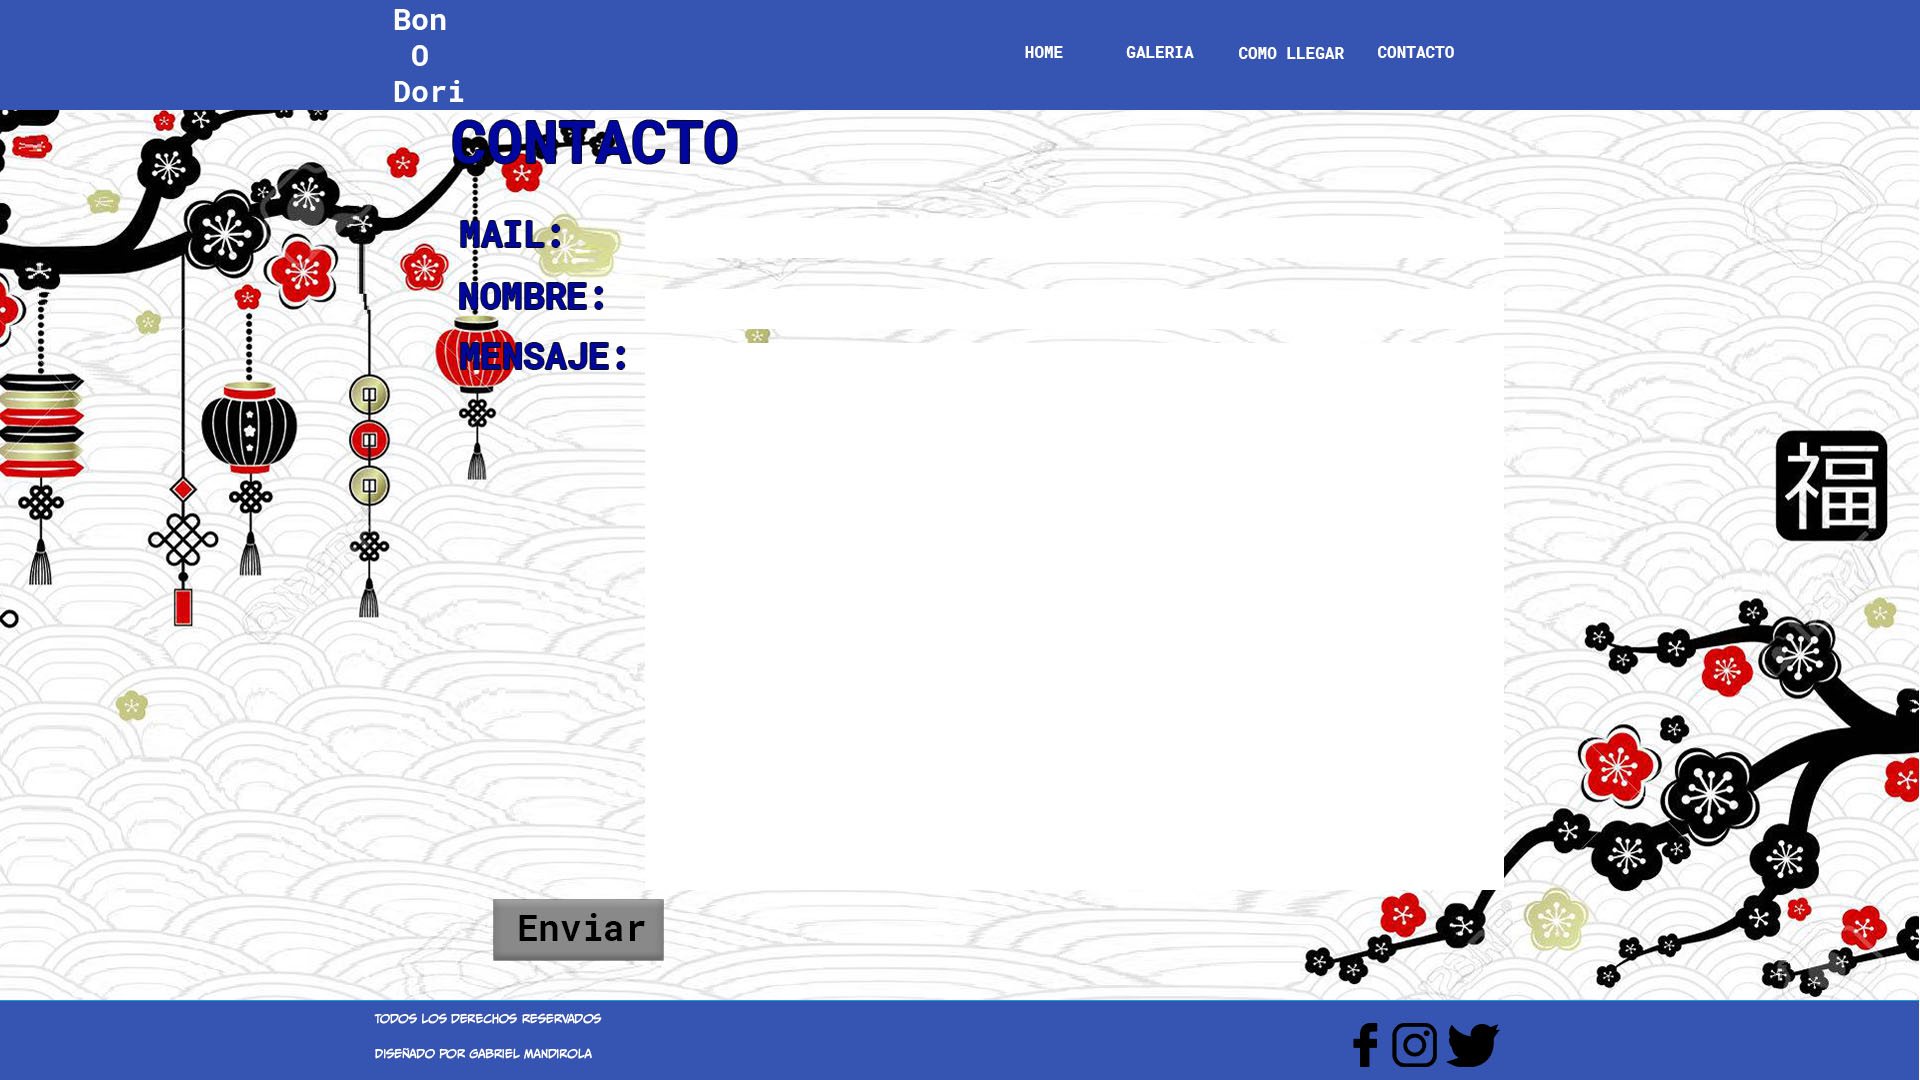 Bon
O
Dori
HOME GALERIA COMO LLEGAR CONTACTO
CONTACTO
MAIL:
NOMBRE:
MENSAJE:
福
Enviar
TODOS LOS DERECHOS RESERVADOS
DISEÑADO POR GABRIEL MANDIROLA